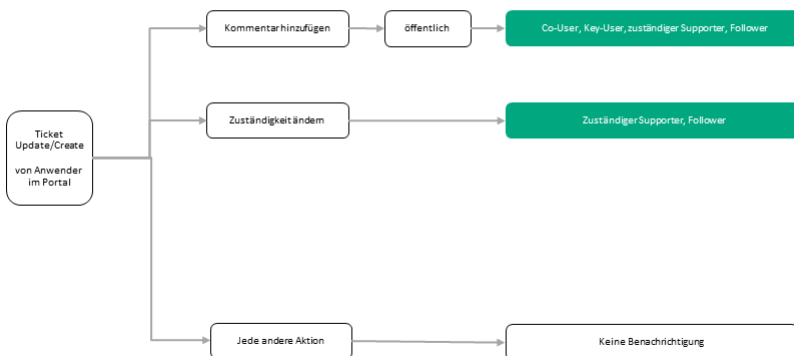 Kommentar hinzufügen
öffentlich
Co-User, Key-User, zuständiger Supporter, Follower
Zuständigkeit ändern
Zuständiger Supporter, Follower
Ticket
Update/Create
von Anwender
im Portal
Jede andere Aktion
Keine Benachrichtigung